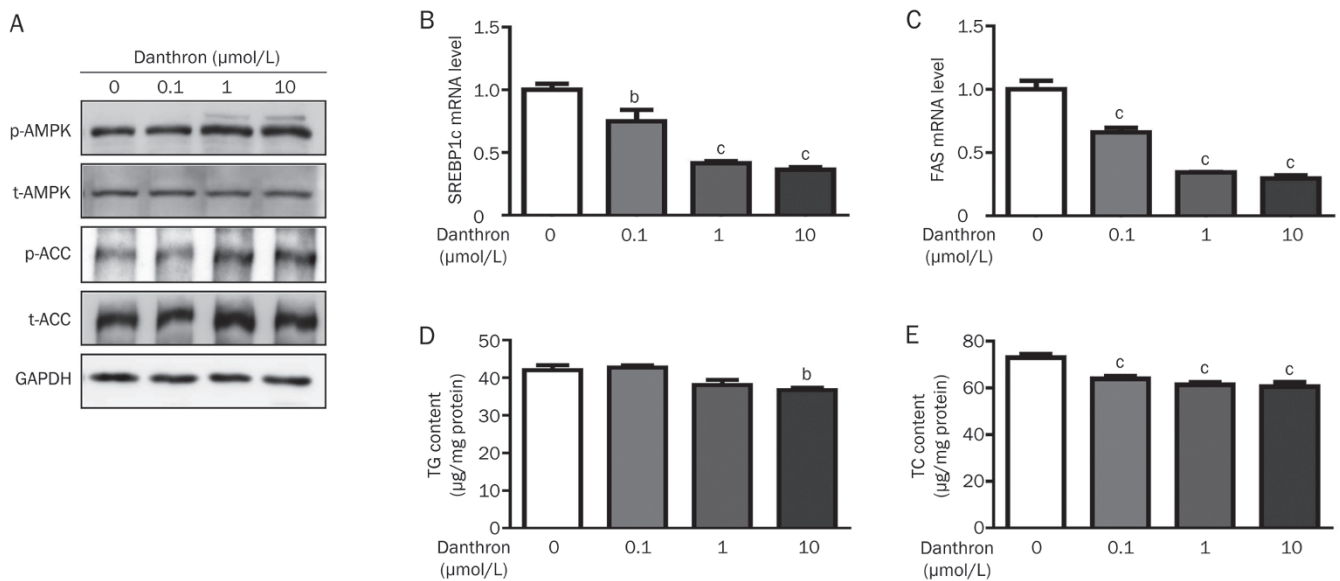 A
Danthron (μmol/L)
0 0.1 1 10
p-AMPK
t-AMPK
p-ACC
t-ACC
GAPDH
B
SREBP1c mRNA level
1.5
1.0
0.5
0
b
c
c
Danthron
(μmol/L)
0 0.1 1 10
C
FAS mRNA level
1.5
1.0
0.5
0
c
c
c
Danthron
(μmol/L)
0 0.1 1 10
D
TG content
(μg/mg protein)
50
40
30
20
10
0
b
Danthron
(μmol/L)
0 0.1 1 10
E
TC content
(μg/mg protein)
80
60
40
20
0
c
c
c
Danthron
(μmol/L)
0 0.1 1 10